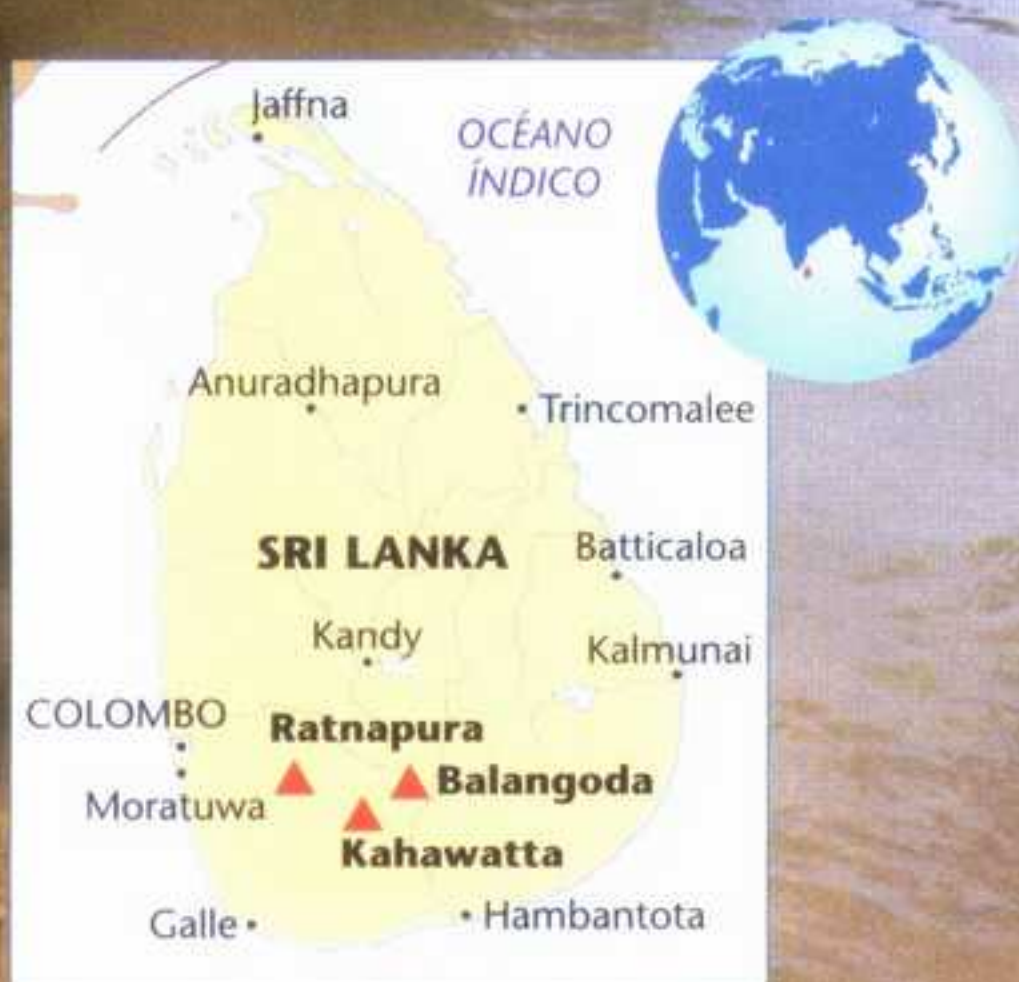 Jaffna
OCÉANO
ÍNDICO
Anuradhapura
Trincomalee
SRI LANKA
Batticaloa
Kandy
Kalmunai
COLOMBO
Ratnapura
Balangoda
Moratuwa
Kahawatta
Galle
Hambantota